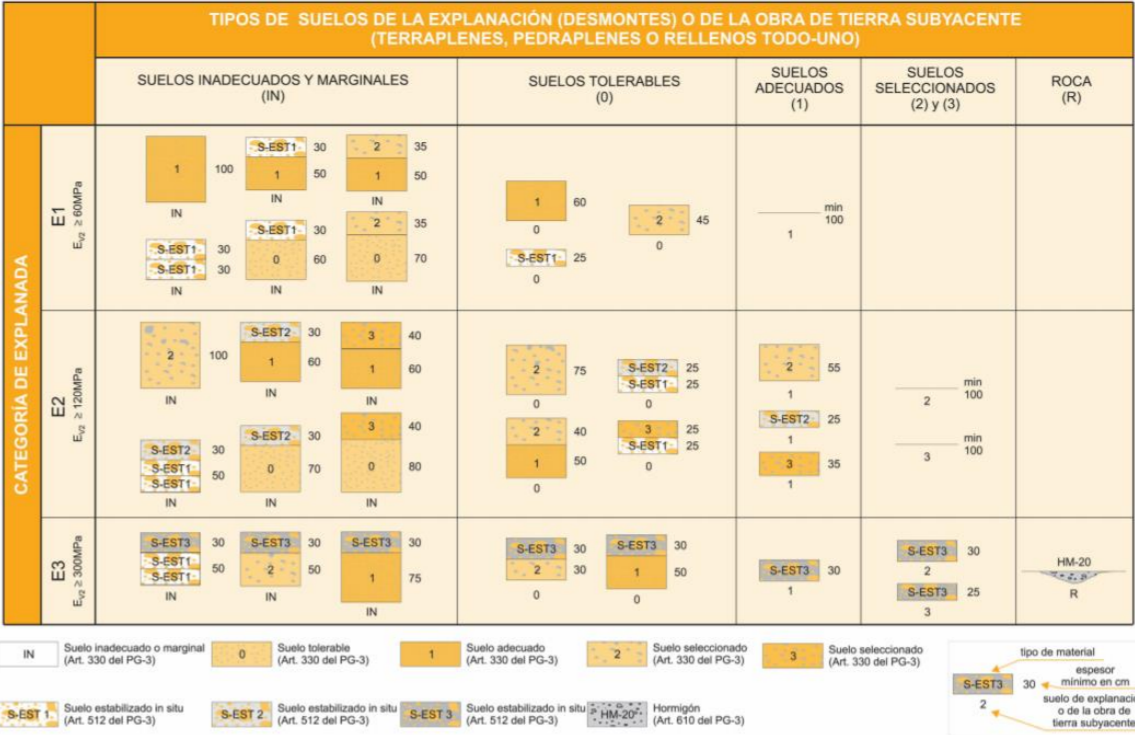 TIPOS DE SUELOS DE LA EXPLANACIÓN (DESMONTES) O DE LA OBRA DE TIERRA SUBYACENTE
(TERRAPLENES, PEDRAPLENES O RELLENOS TODO-UNO)
SUELOS INADECUADOS Y MARGINALES
(IN)
SUELOS TOLERABLES
(0)
SUELOS
ADECUADOS
(1)
SUELOS
SELECCIONADOS
(2) y (3)
ROCA
(R)
CATEGORÍA DE EXPLANADA
E1
EV2 ≥ 60MPa
1 100
IN
S-EST1 30
1 50
IN
2 35
1 50
IN
S-EST1 30
S-EST1 30
IN
S-EST1 30
0 60
IN
2 35
0 70
IN
1 60
0
2 45
0
S-EST1 25
0
min
100
1
E2
EV2 ≥ 120MPa
2 100
IN
S-EST2 30
1 60
IN
3 40
1 60
IN
S-EST2 30
S-EST1 50
S-EST1
IN
S-EST2 30
0 70
IN
3 40
0 80
IN
2 75
0
S-EST2 25
S-EST1 25
0
2 40
1 50
0
3 25
S-EST1 25
0
2 55
1
S-EST2 25
1
3 35
1
min
100
2
min
100
3
E3
EV2 ≥ 300MPa
S-EST3 30
S-EST1 50
S-EST1
IN
S-EST3 30
2 50
IN
S-EST3 30
1 75
IN
S-EST3 30
2 30
0
S-EST3 30
1 50
0
S-EST3 30
1
S-EST3 30
2
S-EST3 25
3
HM-20
R
IN Suelo inadecuado o marginal
(Art. 330 del PG-3)
0 Suelo tolerable
(Art. 330 del PG-3)
1 Suelo adecuado
(Art. 330 del PG-3)
2 Suelo seleccionado
(Art. 330 del PG-3)
3 Suelo seleccionado
(Art. 330 del PG-3)
S-EST 1 Suelo estabilizado in situ
(Art. 512 del PG-3)
S-EST 2 Suelo estabilizado in situ
(Art. 512 del PG-3)
S-EST 3 Suelo estabilizado in situ
(Art. 512 del PG-3)
HM-20 Hormigón
(Art. 610 del PG-3)
tipo de material
espesor
mínimo en cm
S-EST3 30
2
suelo de explanació
o de la obra de
tierra subyacente